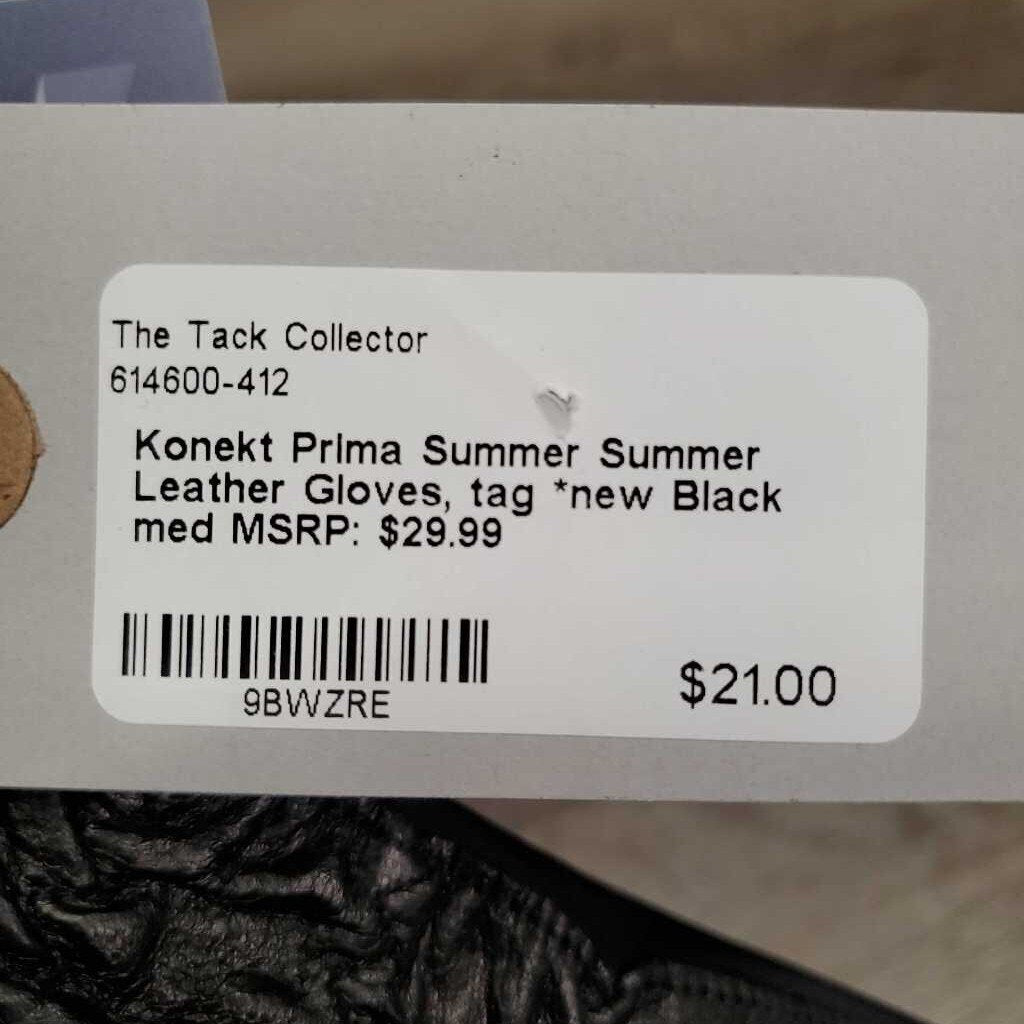 The Tack Collector
614600-412
Konekt Prima Summer Summer
Leather Gloves, tag *new Black
med MSRP: $29.99
9BWZRE
$21.00